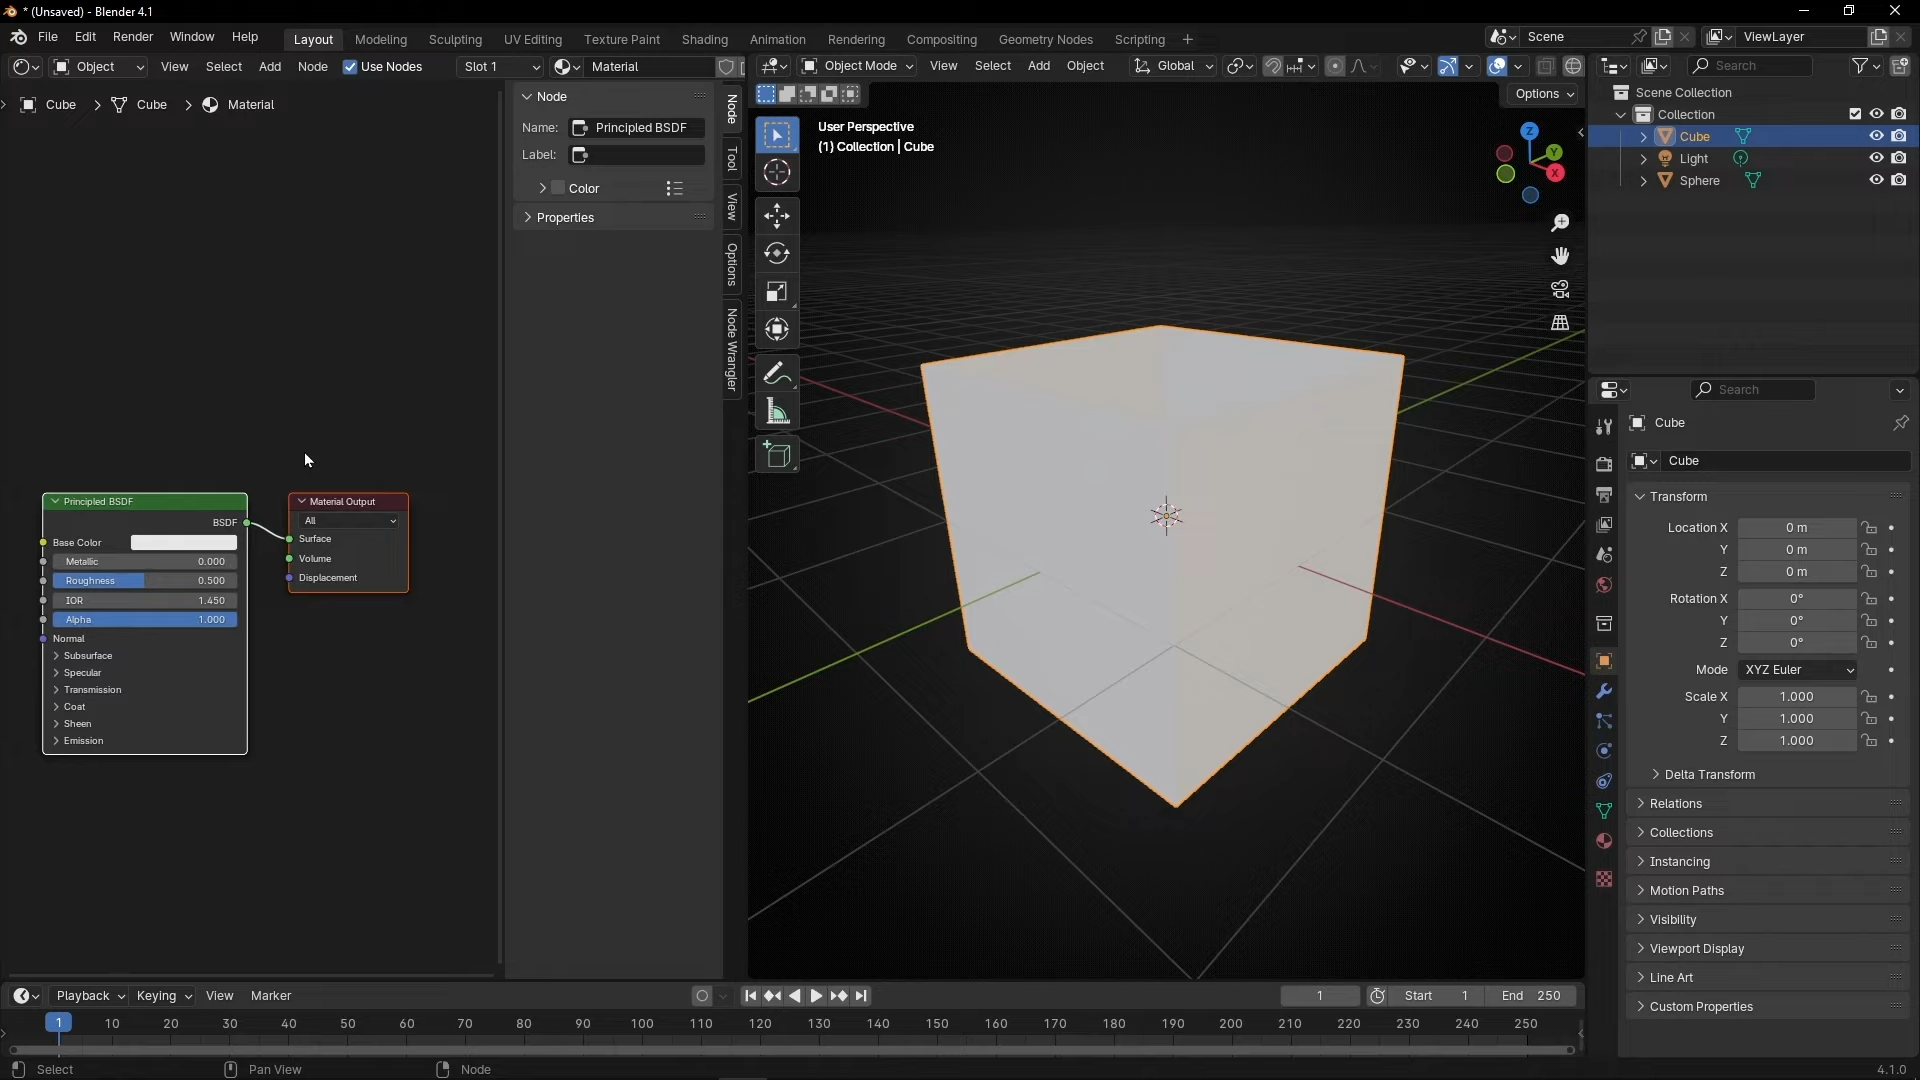 * (Unsaved) - Blender 4.1
File Edit Render Window Help Layout Modeling Sculpting UV Editing Texture Paint Shading Animation Rendering Compositing Geometry Nodes Scripting + Scene ViewLayer
Object View Select Add Node Use Nodes Slot 1 Material
Cube > Cube > Material
Node
Name: Principled BSDF
Label:
Color
Properties
Node
Tool
View
Options
Node Wrangler
Principled BSDF
BSDF
Base Color
Metallic 0.000
Roughness 0.500
IOR 1.450
Alpha 1.000
Normal
Subsurface
Specular
Transmission
Coat
Sheen
Emission
Material Output
All
Surface
Volume
Displacement
Object Mode View Select Add Object Global
Options
User Perspective
(1) Collection | Cube
Z
Y
X
Search
Scene Collection
Collection
Cube
Light
Sphere
Search
Cube
Cube
Transform
Location X 0 m
Y 0 m
Z 0 m
Rotation X 0°
Y 0°
Z 0°
Mode XYZ Euler
Scale X 1.000
Y 1.000
Z 1.000
Delta Transform
Relations
Collections
Instancing
Motion Paths
Visibility
Viewport Display
Line Art
Custom Properties
Playback Keying View Marker 1 Start 1 End 250
1 10 20 30 40 50 60 70 80 90 100 110 120 130 140 150 160 170 180 190 200 210 220 230 240 250
Select Pan View Node 4.1.0